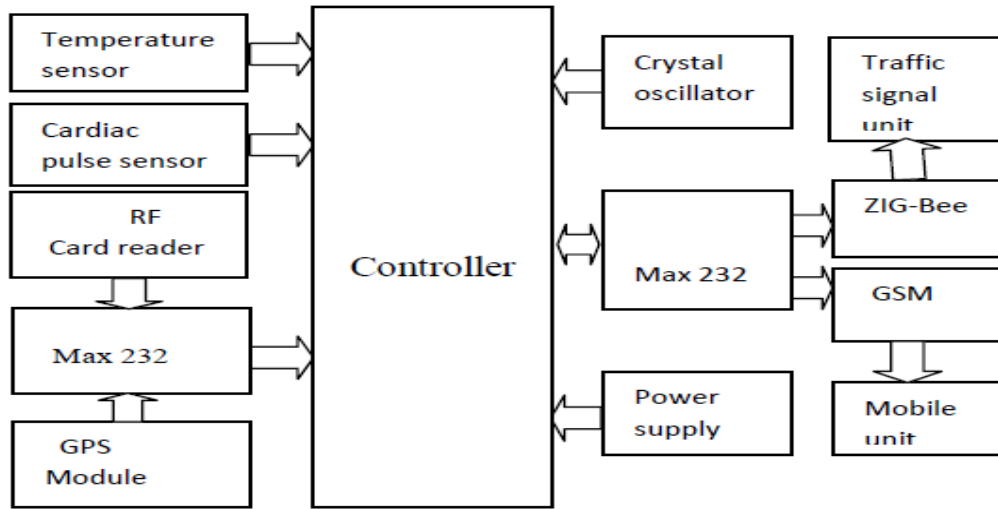 Temperature
sensor
Cardiac
pulse sensor
RF
Card reader
Max 232
GPS
Module
Controller
Crystal
oscillator
Max 232
Power
supply
Traffic
signal
unit
ZIG-Bee
GSM
Mobile
unit